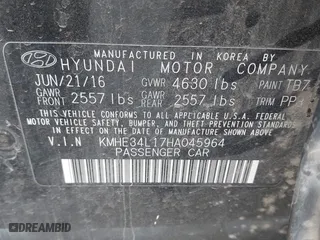 MANUFACTURED IN KOREA BY
HYUNDAI MOTOR COMPANY
JUN/21/16 GVWR 4630 lbs PAINT TB7
GAWR FRONT 2557 lbs GAWR REAR 2557 lbs TRIM PP
THIS VEHICLE CONFORMS TO ALL APPLICABLE
U.S. FEDERAL MOTOR VEHICLE
SAFETY, BUMPER, AND THEFT PREVENTION
STANDARDS IN EFFECT ON THE DATE OF
MANUFACTURE SHOWN ABOVE.
V.I.N KMHE34L17HA045964
PASSENGER CAR